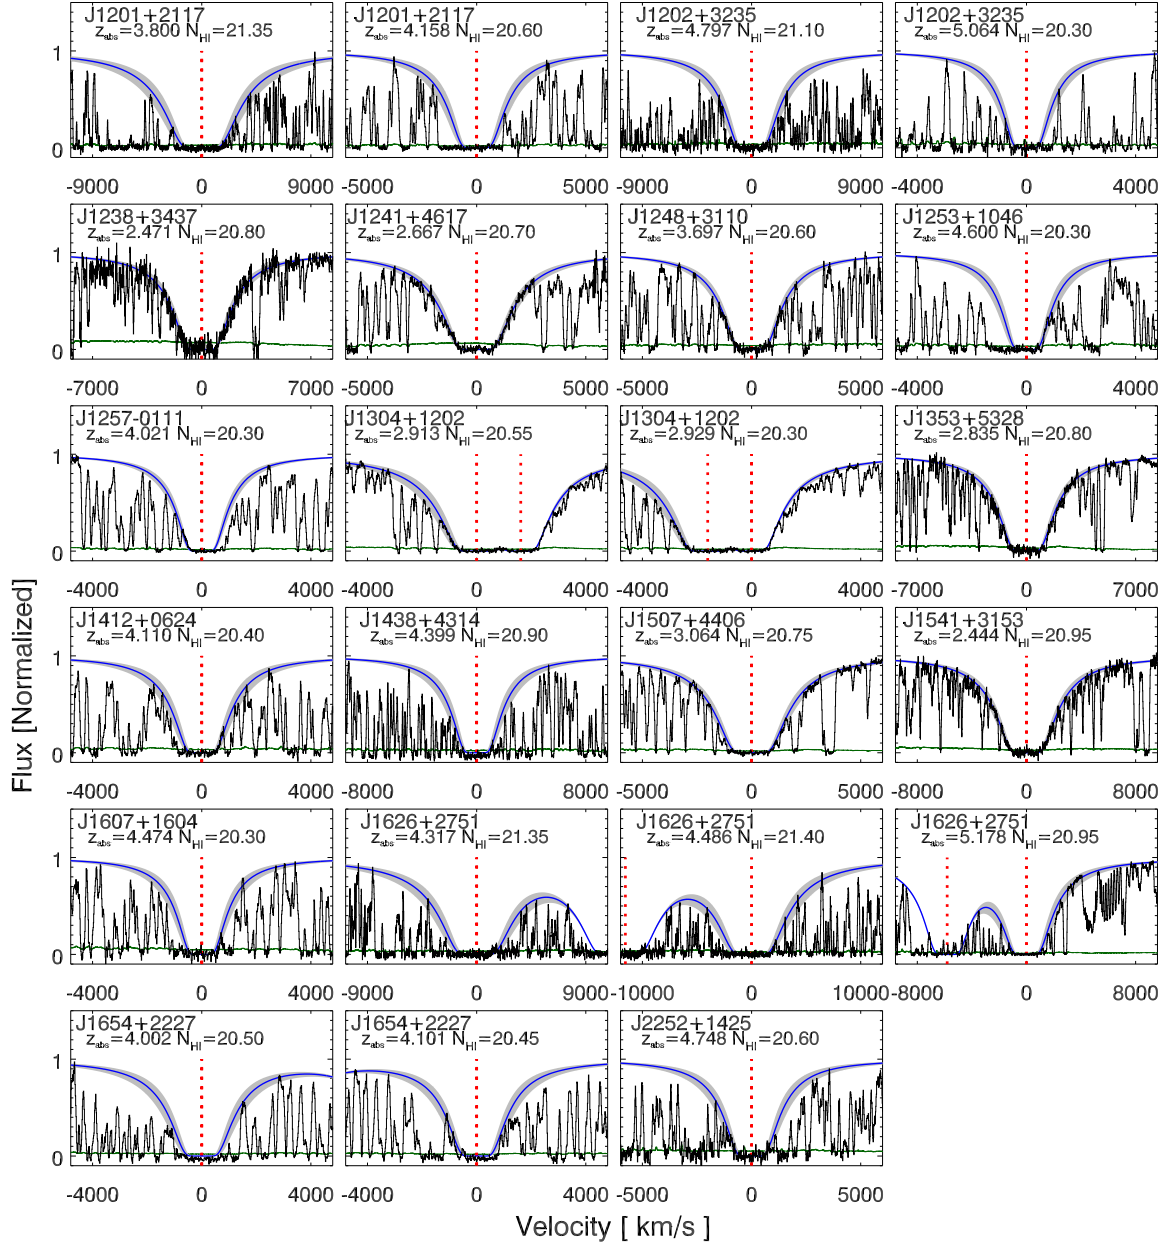 J1201+2117
z_abs=3.800 N_HI=21.35
J1201+2117
z_abs=4.158 N_HI=20.60
J1202+3235
z_abs=4.797 N_HI=21.10
J1202+3235
z_abs=5.064 N_HI=20.30
1
0
-9000 0 9000
-5000 0 5000
-9000 0 9000
-4000 0 4000
J1238+3437
z_abs=2.471 N_HI=20.80
J1241+4617
z_abs=2.667 N_HI=20.70
J1248+3110
z_abs=3.697 N_HI=20.60
J1253+1046
z_abs=4.600 N_HI=20.30
1
0
-7000 0 7000
-4000 0 4000
-5000 0 5000
-4000 0 4000
J1257-0111
z_abs=4.021 N_HI=20.30
J1304+1202
z_abs=2.913 N_HI=20.55
J1304+1202
z_abs=2.929 N_HI=20.30
J1353+5328
z_abs=2.835 N_HI=20.80
1
0
-4000 0 4000
-4000 0 4000
-4000 0 4000
-7000 0 7000
J1412+0624
z_abs=4.110 N_HI=20.40
J1438+4314
z_abs=4.399 N_HI=20.90
J1507+4406
z_abs=3.064 N_HI=20.75
J1541+3153
z_abs=2.444 N_HI=20.95
1
0
-4000 0 4000
-8000 0 8000
-5000 0 5000
-8000 0 8000
J1607+1604
z_abs=4.474 N_HI=20.30
J1626+2751
z_abs=4.317 N_HI=21.35
J1626+2751
z_abs=4.486 N_HI=21.40
J1626+2751
z_abs=5.178 N_HI=20.95
1
0
-4000 0 4000
-9000 0 9000
-10000 0 10000
-8000 0 8000
J1654+2227
z_abs=4.002 N_HI=20.50
J1654+2227
z_abs=4.101 N_HI=20.45
J2252+1425
z_abs=4.748 N_HI=20.60
1
0
-4000 0 4000
-4000 0 4000
-5000 0 5000
Flux [Normalized]
Velocity [ km/s ]